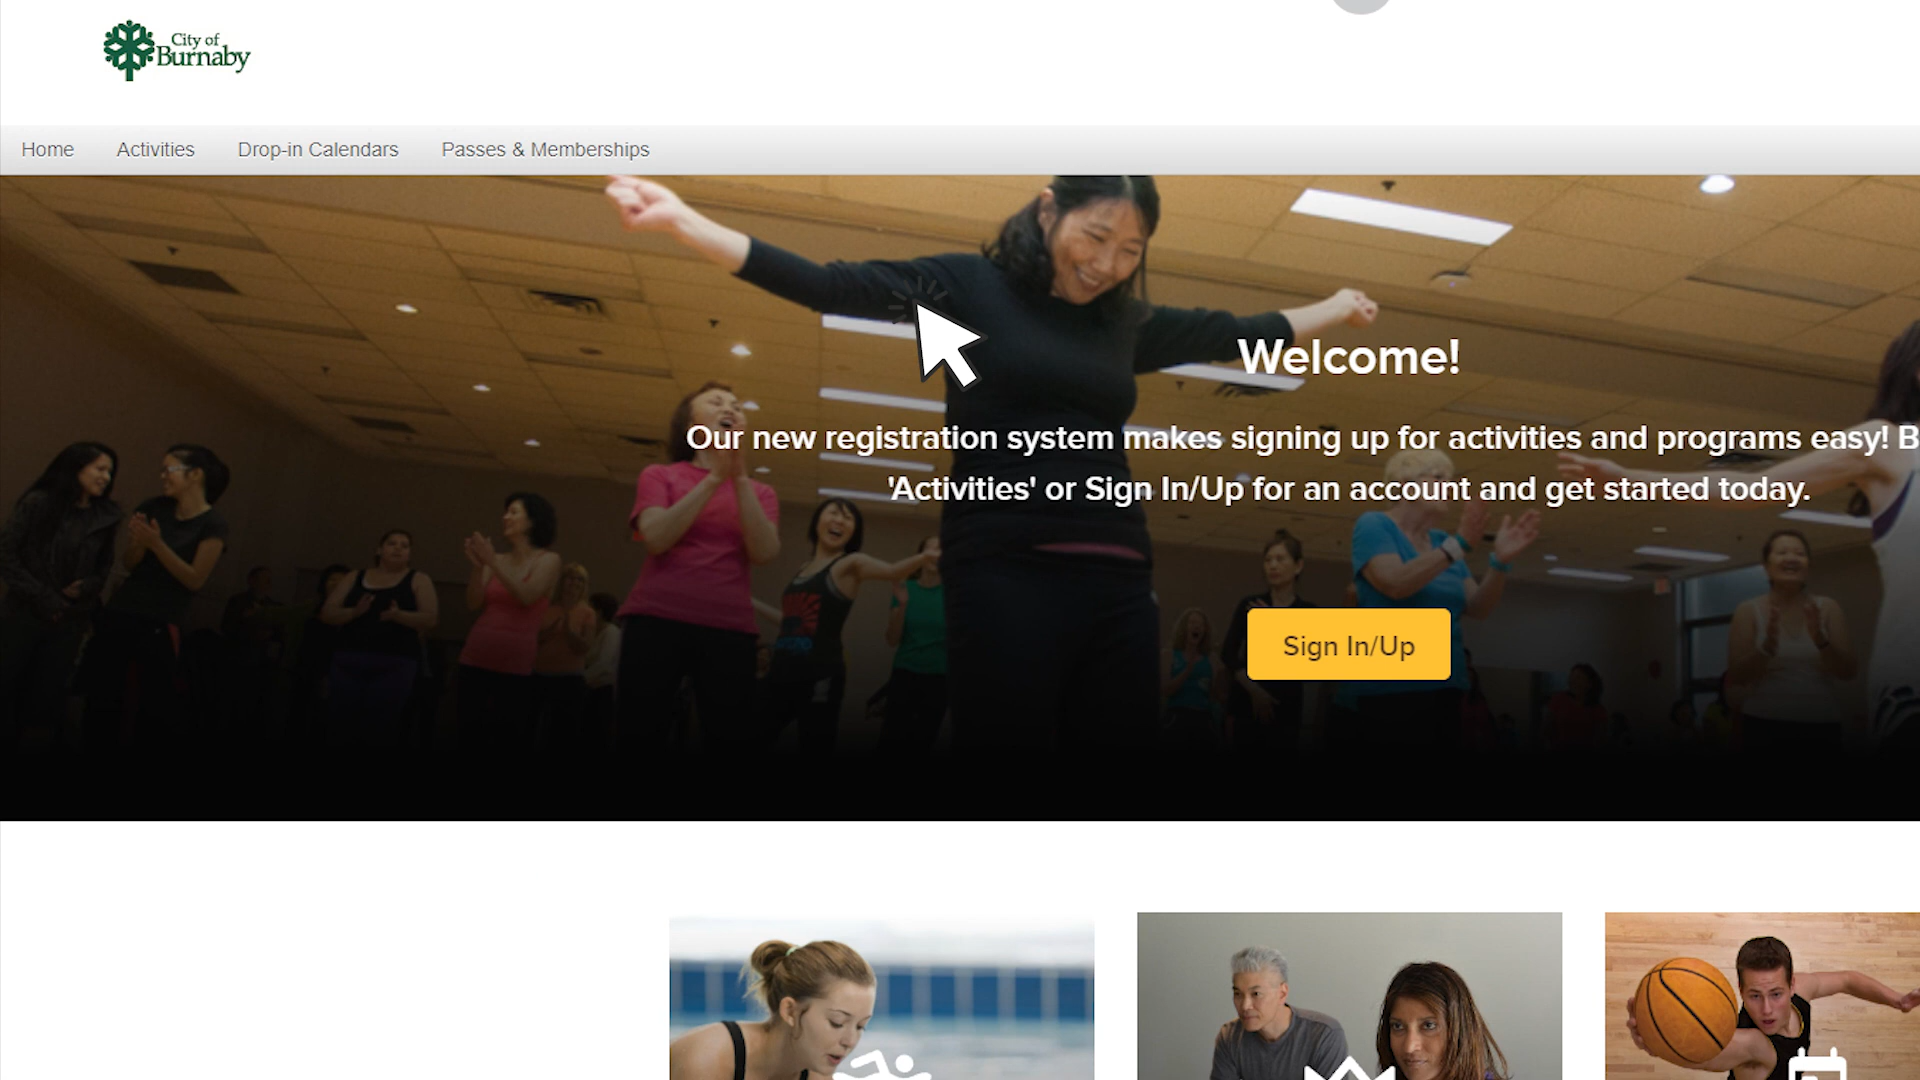 City of
Burnaby
Home Activities Drop-in Calendars Passes & Memberships
Welcome!
Our new registration system makes signing up for activities and programs easy! B
'Activities' or Sign In/Up for an account and get started today.
Sign In/Up